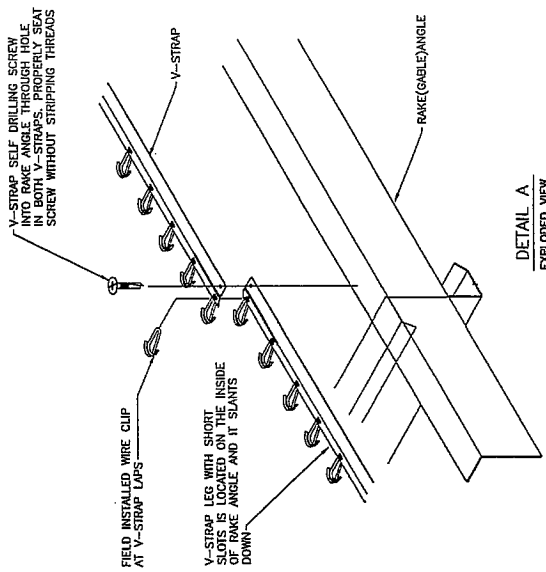 V-STRAP SELF DRILLING SCREW
INTO RAKE ANGLE THROUGH HOLE
IN BOTH V-STRAPS. PROPERLY SEAT
SCREW WITHOUT STRIPPING THREADS
V-STRAP
FIELD INSTALLED WIRE CLIP
AT V-STRAP LAPS
V-STRAP LEG WITH SHORT
SLOTS IS LOCATED ON THE INSIDE
OF RAKE ANGLE AND IT SLANTS
DOWN
RAKE(GABLE)ANGLE
DETAIL A
EXPLODED VIEW